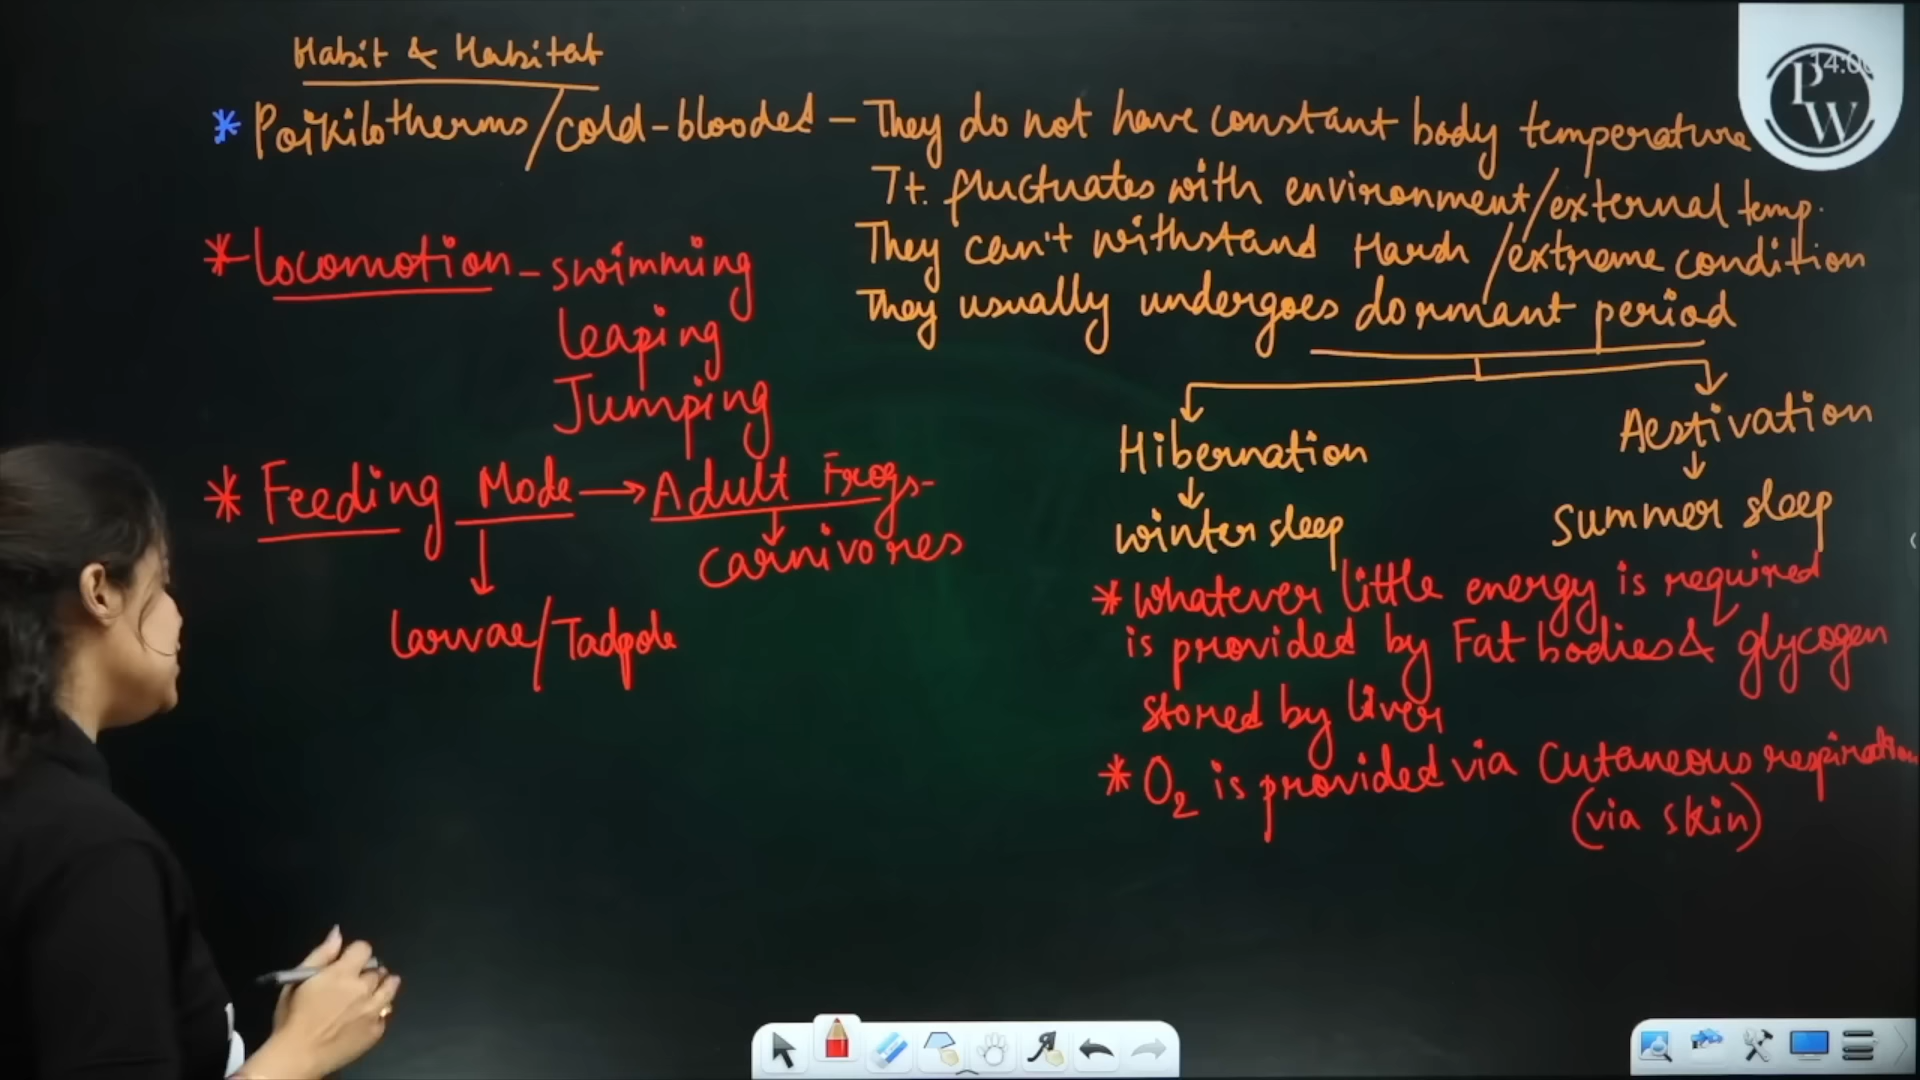 Habit & Habitat
* Poikilotherms/cold-blooded – They do not have constant body temperature
It. fluctuates with environment/external temp.
They can't withstand Harsh/extreme condition
They usually undergoes dormant period
Hibernation
winter sleep
Aestivation
Summer sleep
* Whatever little energy is required
is provided by Fat bodies & glycogen
stored by liver
* O₂ is provided via Cutaneous respiration
(via skin)
* Locomotion – swimming
Leaping
Jumping
* Feeding Mode → Adult Frogs-
carnivores
Larvae/Tadpole
PW